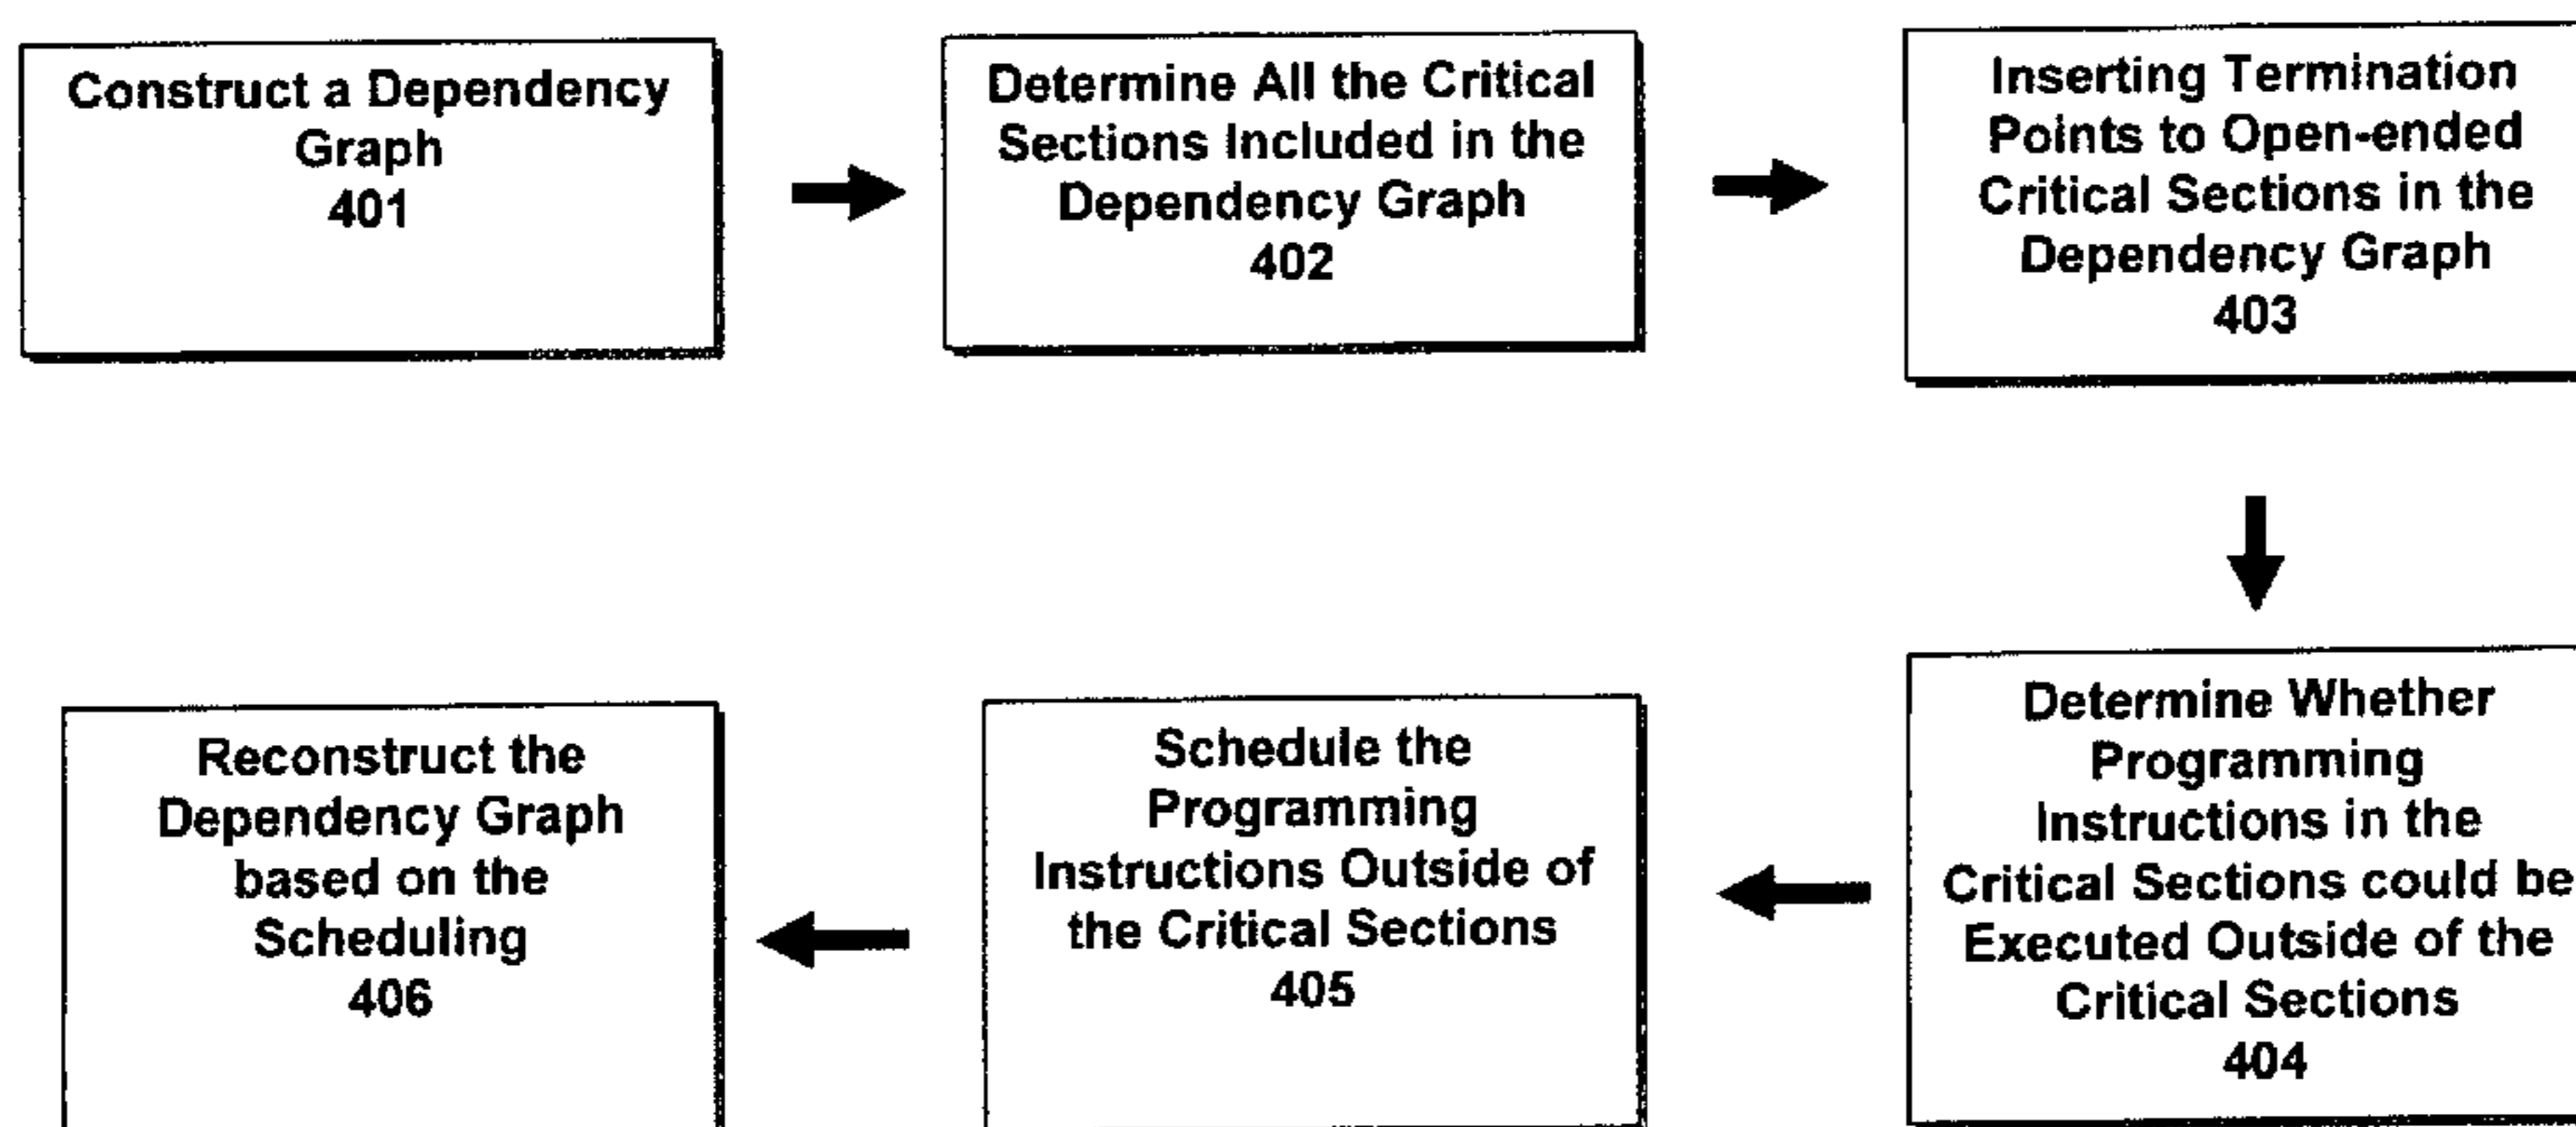 Construct a Dependency
Graph
401
Determine All the Critical
Sections Included in the
Dependency Graph
402
Inserting Termination
Points to Open-ended
Critical Sections in the
Dependency Graph
403
Determine Whether
Programming
Instructions in the
Critical Sections could be
Executed Outside of the
Critical Sections
404
Schedule the
Programming
Instructions Outside of
the Critical Sections
405
Reconstruct the
Dependency Graph
based on the
Scheduling
406